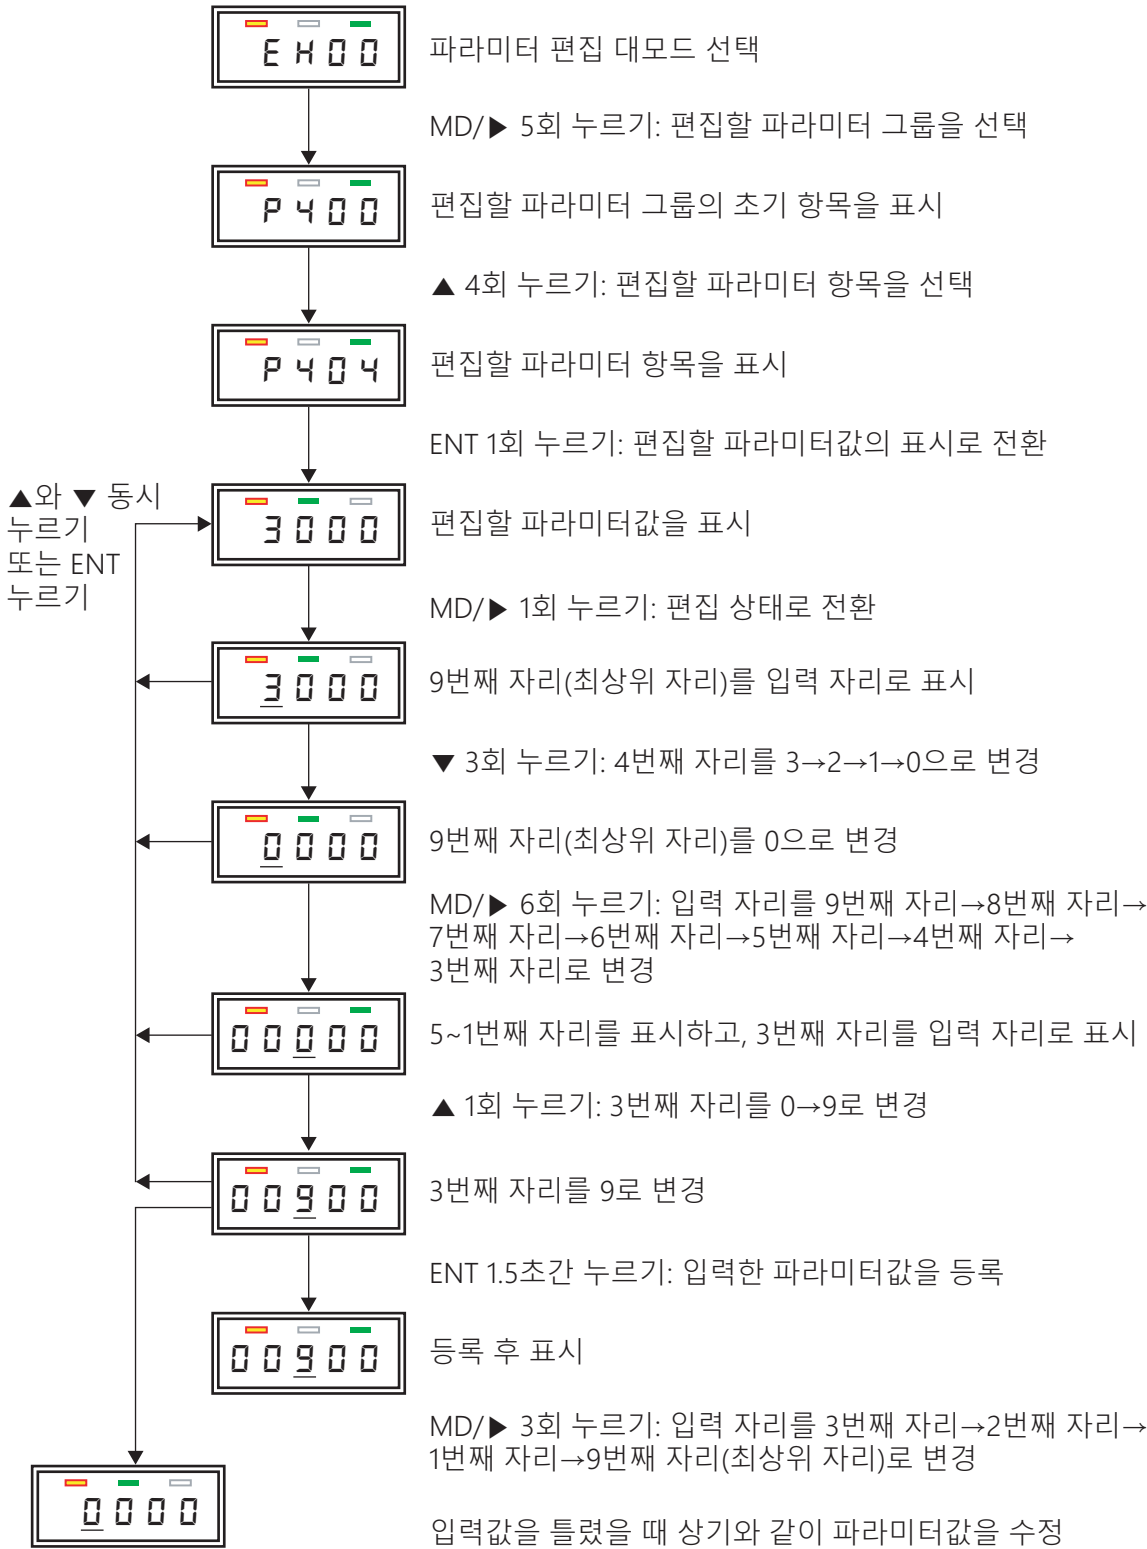 EH00
파라미터 편집 대모드 선택
MD/▶ 5회 누르기: 편집할 파라미터 그룹을 선택
P400
편집할 파라미터 그룹의 초기 항목을 표시
▲ 4회 누르기: 편집할 파라미터 항목을 선택
P404
편집할 파라미터 항목을 표시
ENT 1회 누르기: 편집할 파라미터값의 표시로 전환
▲와 ▼ 동시
누르기
또는 ENT
누르기
3000
편집할 파라미터값을 표시
MD/▶ 1회 누르기: 편집 상태로 전환
3000
9번째 자리(최상위 자리)를 입력 자리로 표시
▼ 3회 누르기: 4번째 자리를 3→2→1→0으로 변경
0000
9번째 자리(최상위 자리)를 0으로 변경
MD/▶ 6회 누르기: 입력 자리를 9번째 자리→8번째 자리→
7번째 자리→6번째 자리→5번째 자리→4번째 자리→
3번째 자리로 변경
00000
5~1번째 자리를 표시하고, 3번째 자리를 입력 자리로 표시
▲ 1회 누르기: 3번째 자리를 0→9로 변경
00900
3번째 자리를 9로 변경
ENT 1.5초간 누르기: 입력한 파라미터값을 등록
00900
등록 후 표시
MD/▶ 3회 누르기: 입력 자리를 3번째 자리→2번째 자리→
1번째 자리→9번째 자리(최상위 자리)로 변경
0000
입력값을 틀렸을 때 상기와 같이 파라미터값을 수정